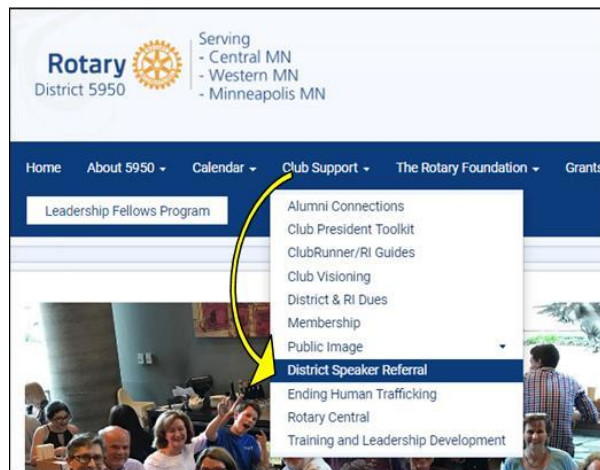 Rotary
District 5950
Serving
- Central MN
- Western MN
- Minneapolis MN
Home About 5950 Calendar Club Support The Rotary Foundation Grants
Leadership Fellows Program
Alumni Connections
Club President Toolkit
ClubRunner/RI Guides
Club Visioning
District & RI Dues
Membership
Public Image
District Speaker Referral
Ending Human Trafficking
Rotary Central
Training and Leadership Development